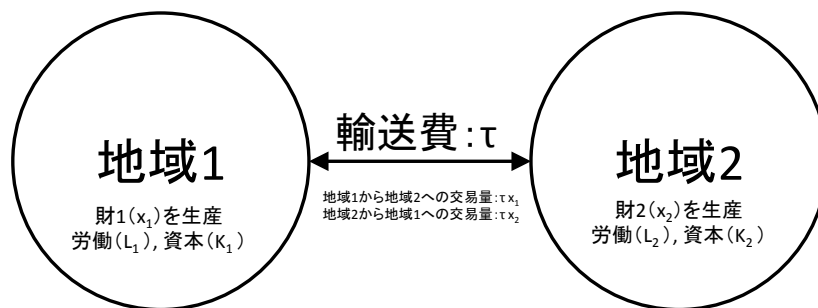 地域1
財1(x₁)を生産
労働(L₁), 資本(K₁)
輸送費:τ
地域1から地域2への交易量:τx₁
地域2から地域1への交易量:τx₂
地域2
財2(x₂)を生産
労働(L₂), 資本(K₂)